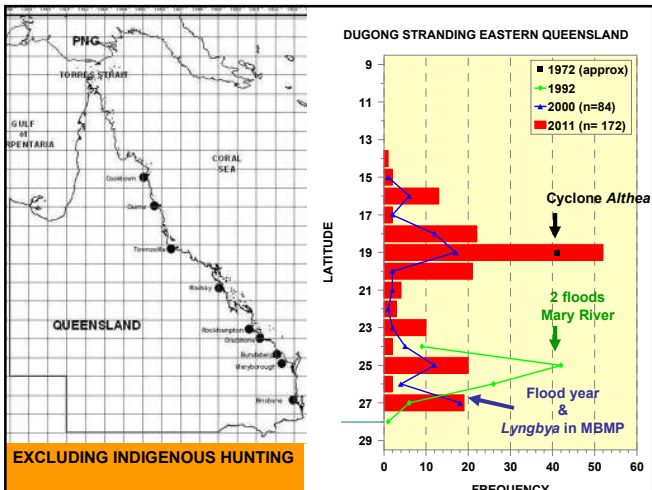 PNG
TORRES STRAIT
GULF
of
RPENTARIA
CORAL
SEA
Cooktown
Cairns
Townsville
Mackay
QUEENSLAND
Rockhampton
Gladstone
Bundaberg
Maryborough
Brisbane
EXCLUDING INDIGENOUS HUNTING
DUGONG STRANDING EASTERN QUEENSLAND
1972 (approx)
1992
2000 (n=84)
2011 (n= 172)
Cyclone Althea
2 floods
Mary River
Flood year
&
Lyngbya in MBMP
LATITUDE
9
11
13
15
17
19
21
23
25
27
29
0 10 20 30 40 50 60
FREQUENCY